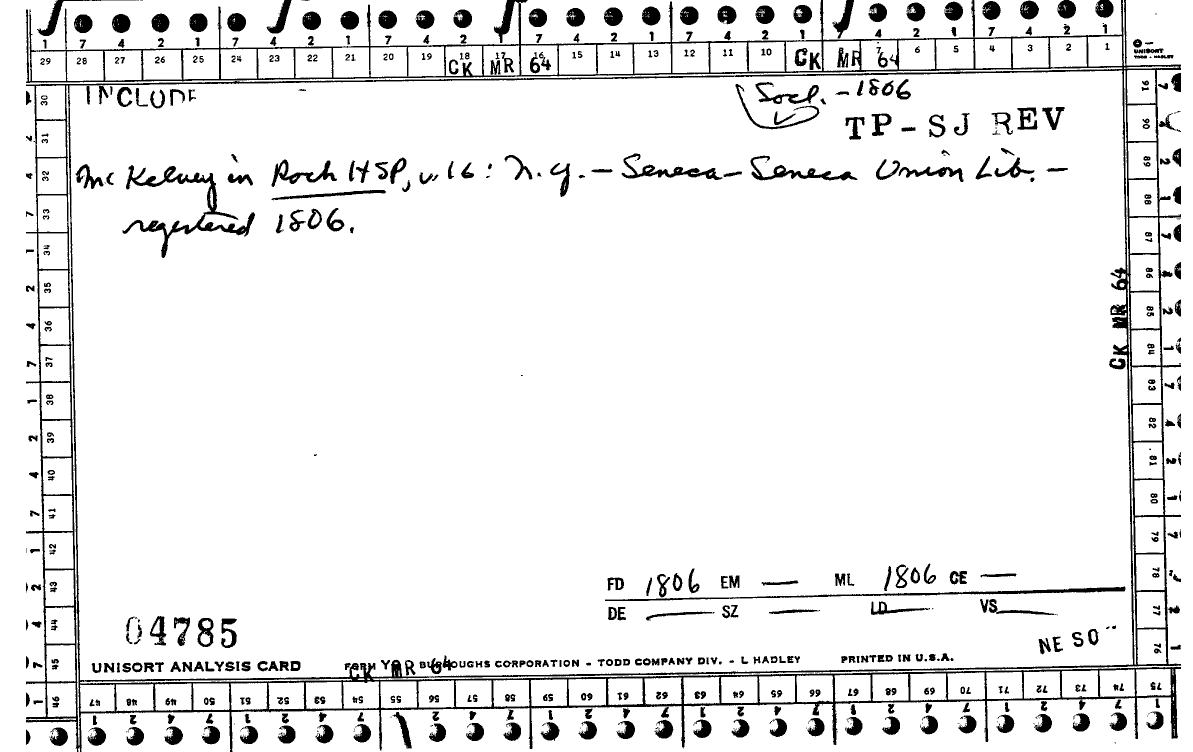 7 4 2 1 7 4 2 1 7 4 2 1 7 4 2 1 7 4 2 1 7 4 2 1 7 4 2 1
29 28 27 26 25 24 23 22 21 20 19 18 17 16 15 14 13 12 11 10 7 6 5 4 3 2 1
CK MR 64 CK MR 64
UNISORT
TODD - HADLEY
INCLUDE
Socl. - 1806
TP - SJ REV
McKelvey in Roch HSP, v.16: N.Y. - Seneca - Seneca Union Lib. -
registered 1806.
30 31 32 33 34 35 36 37 38 39 40 41 42 43 44 45 46
91 90 89 88 87 86 85 84 83 82 81 80 79 78 77 76
CK MR 64
FD 1806 EM — ML 1806 CE —
DE — SZ — LD — VS —
04785
NE SO
UNISORT ANALYSIS CARD FORM Y9 BURROUGHS CORPORATION - TODD COMPANY DIV. - L HADLEY PRINTED IN U.S.A.
CK MR 64
47 48 49 50 51 52 53 54 55 56 57 58 59 60 61 62 63 64 65 66 67 68 69 70 71 72 73 74 75